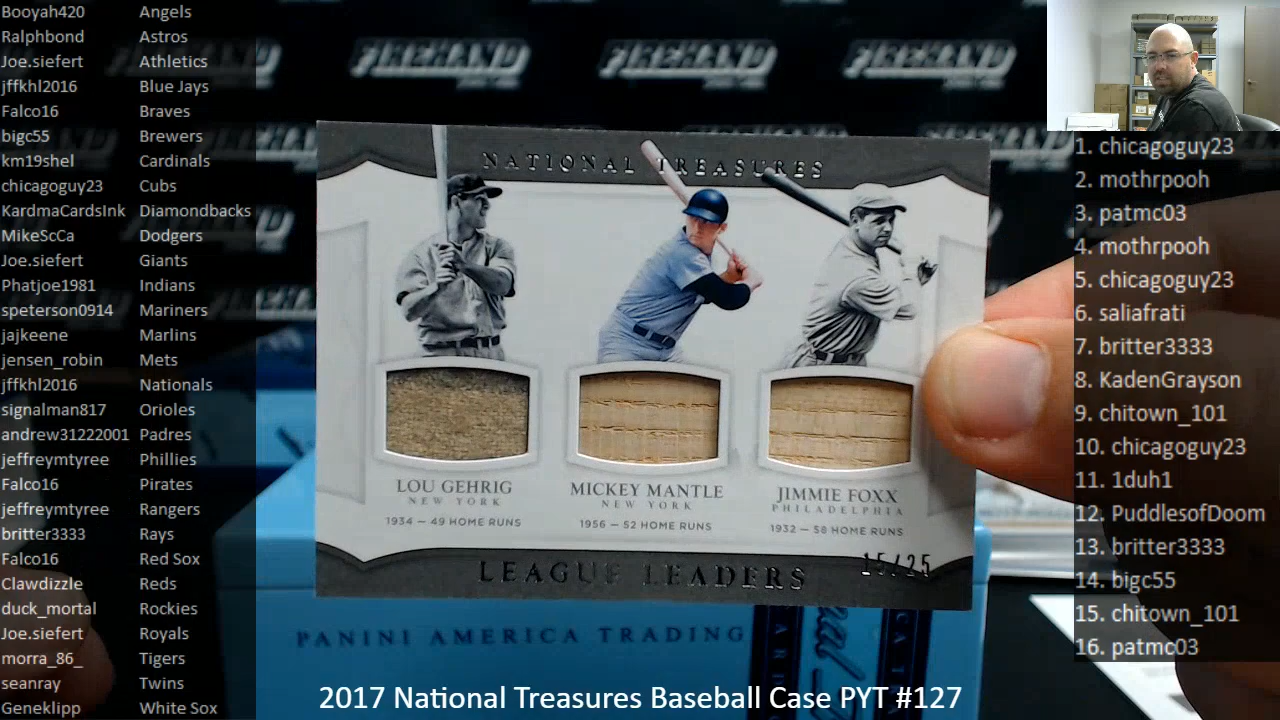 Booyah420 Angels
Ralphbond Astros
Joe.siefert Athletics
jffkhl2016 Blue Jays
Falco16 Braves
bigc55 Brewers
km19shel Cardinals
chicagoguy23 Cubs
KardmaCardsInk Diamondbacks
MikeScCa Dodgers
Joe.siefert Giants
Phatjoe1981 Indians
speterson0914 Mariners
jajkeene Marlins
jensen_robin Mets
jffkhl2016 Nationals
signalman817 Orioles
andrew31222001 Padres
jeffreymtyree Phillies
Falco16 Pirates
jeffreymtyree Rangers
britter3333 Rays
Falco16 Red Sox
Clawdizzle Reds
duck_mortal Rockies
Joe.siefert Royals
morra_86_ Tigers
seanray Twins
Geneklipp White Sox
FIREHAND FIREHAND FIREHAND
NATIONAL TREASURES
LOU GEHRIG
NEW YORK
1934 — 49 HOME RUNS
MICKEY MANTLE
NEW YORK
1956 — 52 HOME RUNS
JIMMIE FOXX
PHILADELPHIA
1932 — 58 HOME RUNS
15/25
LEAGUE LEADERS
PANINI AMERICA TRADING
2017 National Treasures Baseball Case PYT #127
1. chicagoguy23
2. mothrpooh
3. patmc03
4. mothrpooh
5. chicagoguy23
6. saliafrati
7. britter3333
8. KadenGrayson
9. chitown_101
10. chicagoguy23
11. 1duh1
12. PuddlesofDoom
13. britter3333
14. bigc55
15. chitown_101
16. patmc03